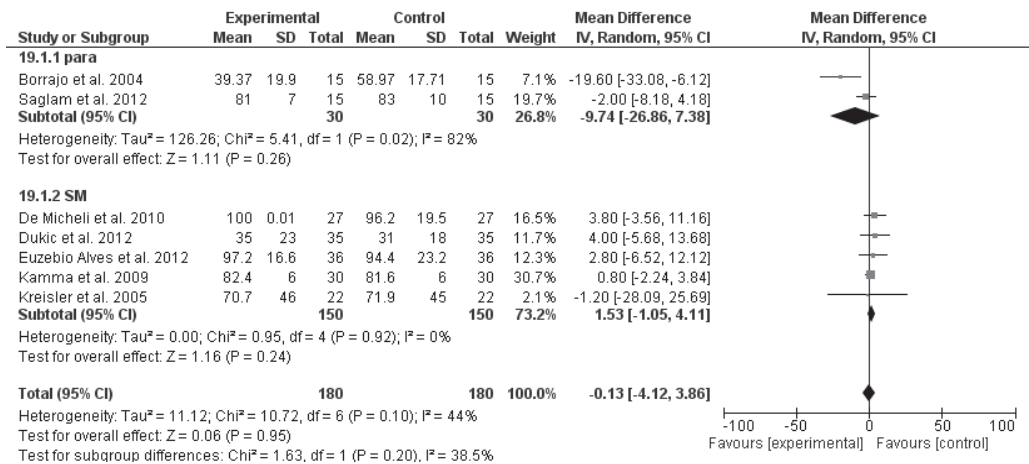 Experimental Control Mean Difference Mean Difference
Study or Subgroup Mean SD Total Mean SD Total Weight IV, Random, 95% CI IV, Random, 95% CI
19.1.1 para
Borrajo et al. 2004 39.37 19.9 15 58.97 17.71 15 7.1% -19.60 [-33.08, -6.12]
Saglam et al. 2012 81 7 15 83 10 15 19.7% -2.00 [-8.18, 4.18]
Subtotal (95% CI) 30 30 26.8% -9.74 [-26.86, 7.38]
Heterogeneity: Tau² = 126.26; Chi² = 5.41, df = 1 (P = 0.02); I² = 82%
Test for overall effect: Z = 1.11 (P = 0.26)
19.1.2 SM
De Micheli et al. 2010 100 0.01 27 96.2 19.5 27 16.5% 3.80 [-3.56, 11.16]
Dukic et al. 2012 35 23 35 31 18 35 11.7% 4.00 [-5.68, 13.68]
Euzebio Alves et al. 2012 97.2 16.6 36 94.4 23.2 36 12.3% 2.80 [-6.52, 12.12]
Kamma et al. 2009 82.4 6 30 81.6 6 30 30.7% 0.80 [-2.24, 3.84]
Kreisler et al. 2005 70.7 46 22 71.9 45 22 2.1% -1.20 [-28.09, 25.69]
Subtotal (95% CI) 150 150 73.2% 1.53 [-1.05, 4.11]
Heterogeneity: Tau² = 0.00; Chi² = 0.95, df = 4 (P = 0.92); I² = 0%
Test for overall effect: Z = 1.16 (P = 0.24)
Total (95% CI) 180 180 100.0% -0.13 [-4.12, 3.86]
Heterogeneity: Tau² = 11.12; Chi² = 10.72, df = 6 (P = 0.10); I² = 44%
Test for overall effect: Z = 0.06 (P = 0.95)
Test for subgroup differences: Chi² = 1.63, df = 1 (P = 0.20), I² = 38.5%
-100 -50 0 50 100
Favours [experimental] Favours [control]